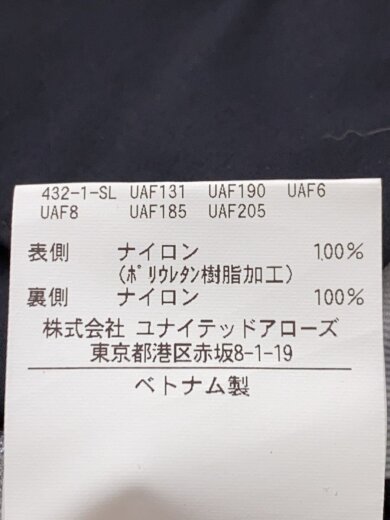 432-1-SL UAF131 UAF190 UAF6
UAF8 UAF185 UAF205
表側 ナイロン 100%
(ポリウレタン樹脂加工)
裏側 ナイロン 100%
株式会社 ユナイテッドアローズ
東京都港区赤坂8-1-19
ベトナム製